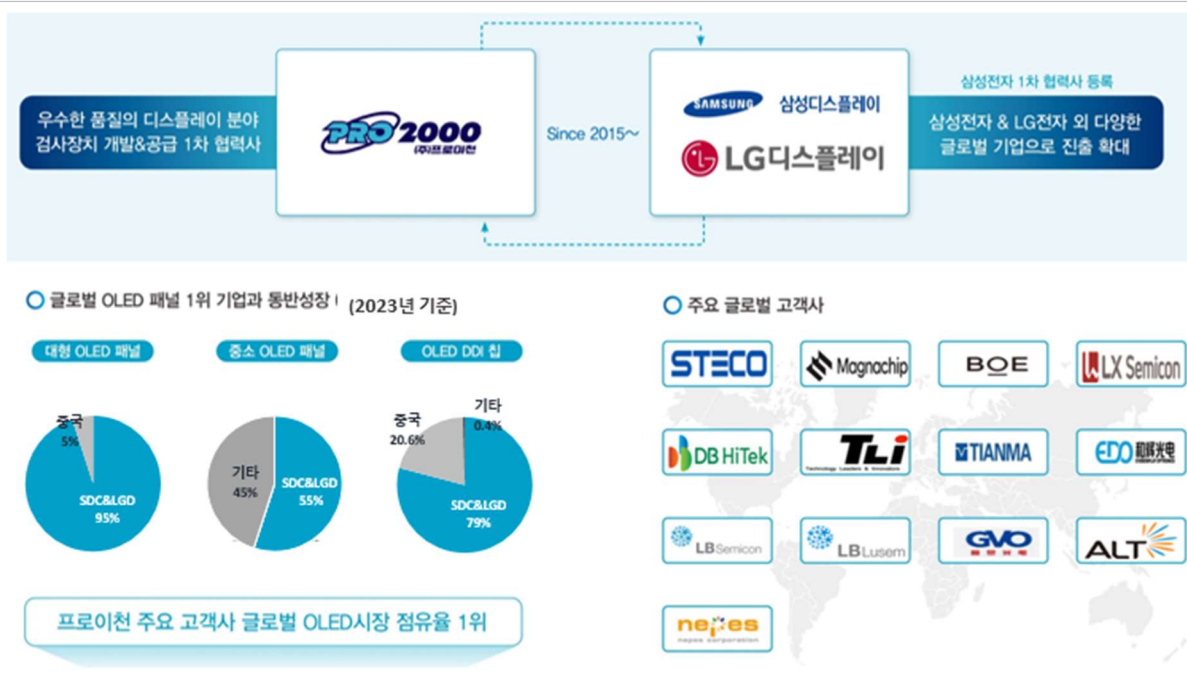 우수한 품질의 디스플레이 분야
검사장치 개발&공급 1차 협력사
PRO 2000
(주)프로이천
Since 2015~
SAMSUNG 삼성디스플레이
LG디스플레이
삼성전자 1차 협력사 등록
삼성전자 & LG전자 외 다양한
글로벌 기업으로 진출 확대
글로벌 OLED 패널 1위 기업과 동반성장 (2023년 기준)
대형 OLED 패널
중국
5%
SDC&LGD
95%
중소 OLED 패널
기타
45%
SDC&LGD
55%
OLED DDI 칩
중국
20.6%
기타
0.4%
SDC&LGD
79%
프로이천 주요 고객사 글로벌 OLED시장 점유율 1위
주요 글로벌 고객사
STECO
Magnachip
BOE
LX Semicon
DB HiTek
TLi
Technology Leaders & Innovators
TIANMA
EDO 和辉光电
LB Semicon
LB Lusem
GVO
ALT
nepes
nepes corporation